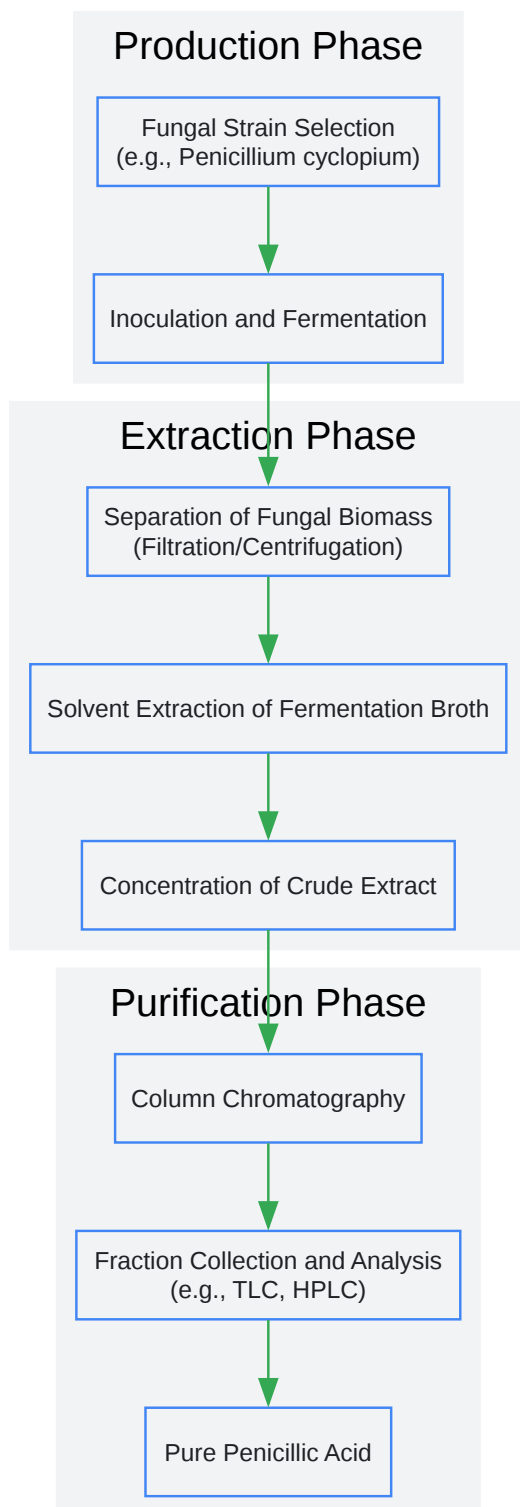 Production Phase
Fungal Strain Selection
(e.g., Penicillium cyclopium)
Inoculation and Fermentation
Extraction Phase
Separation of Fungal Biomass
(Filtration/Centrifugation)
Solvent Extraction of Fermentation Broth
Concentration of Crude Extract
Purification Phase
Column Chromatography
Fraction Collection and Analysis
(e.g., TLC, HPLC)
Pure Penicillic Acid